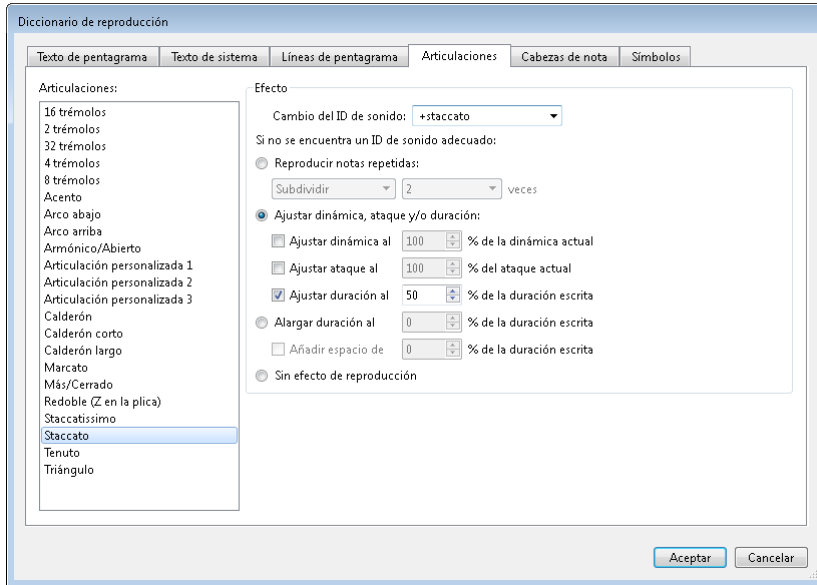 Diccionario de reproducción
Texto de pentagrama
Texto de sistema
Líneas de pentagrama
Articulaciones
Cabezas de nota
Símbolos
Articulaciones:
16 trémolos
2 trémolos
32 trémolos
4 trémolos
8 trémolos
Acento
Arco abajo
Arco arriba
Armónico/Abierto
Articulación personalizada 1
Articulación personalizada 2
Articulación personalizada 3
Calderón
Calderón corto
Calderón largo
Marcato
Más/Cerrado
Redoble (Z en la plica)
Staccatissimo
Staccato
Tenuto
Triángulo
Efecto
Cambio del ID de sonido: +staccato
Si no se encuentra un ID de sonido adecuado:
Reproducir notas repetidas:
Subdividir 2 veces
Ajustar dinámica, ataque y/o duración:
Ajustar dinámica al 100 % de la dinámica actual
Ajustar ataque al 100 % del ataque actual
Ajustar duración al 50 % de la duración escrita
Alargar duración al 0 % de la duración escrita
Añadir espacio de 0 % de la duración escrita
Sin efecto de reproducción
Aceptar
Cancelar